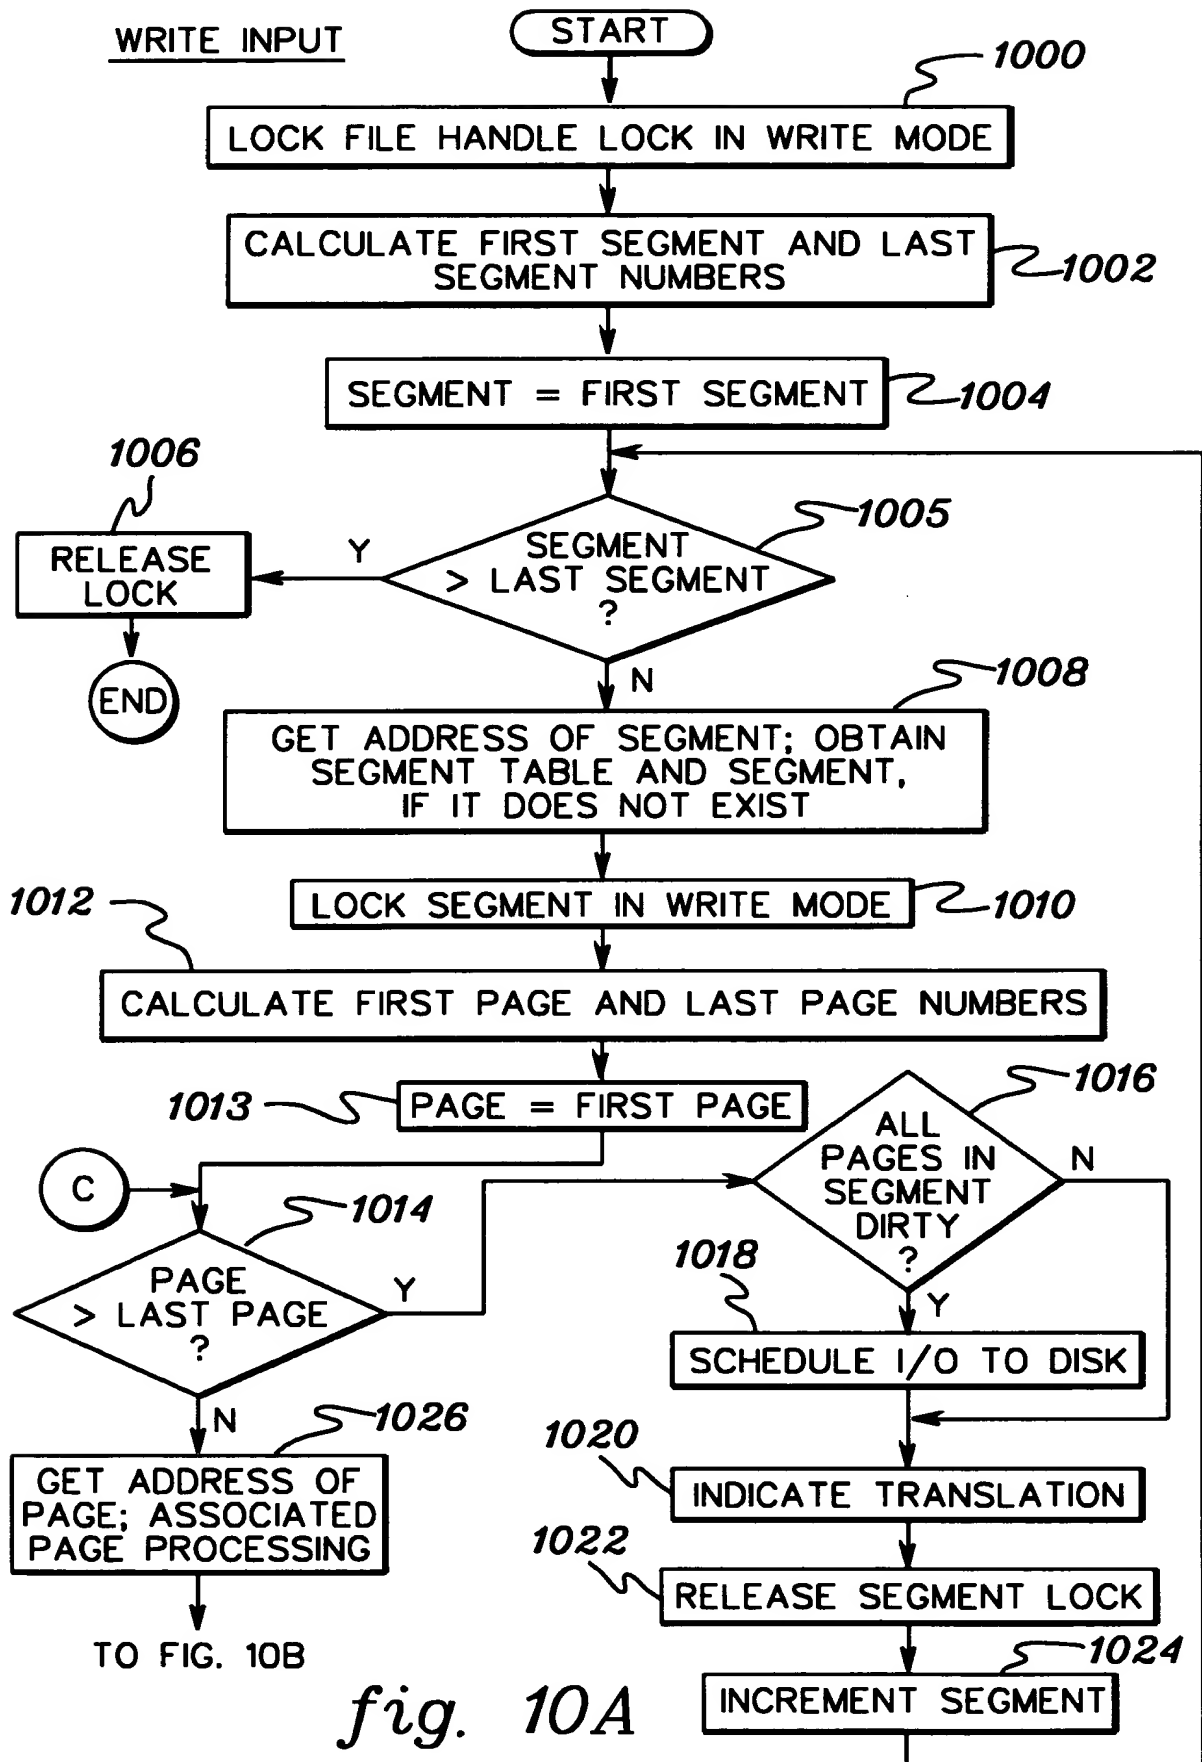 WRITE INPUT
START
1000
LOCK FILE HANDLE LOCK IN WRITE MODE
CALCULATE FIRST SEGMENT AND LAST
SEGMENT NUMBERS
1002
SEGMENT = FIRST SEGMENT
1004
1006
1005
RELEASE
LOCK
Y
SEGMENT
> LAST SEGMENT
?
END
N
1008
GET ADDRESS OF SEGMENT; OBTAIN
SEGMENT TABLE AND SEGMENT,
IF IT DOES NOT EXIST
1012
LOCK SEGMENT IN WRITE MODE
1010
CALCULATE FIRST PAGE AND LAST PAGE NUMBERS
1013
PAGE = FIRST PAGE
1016
C
ALL
PAGES IN
SEGMENT
DIRTY
?
N
1014
PAGE
> LAST PAGE
?
Y
1018
Y
SCHEDULE I/O TO DISK
N
1026
GET ADDRESS OF
PAGE; ASSOCIATED
PAGE PROCESSING
1020
INDICATE TRANSLATION
1022
RELEASE SEGMENT LOCK
TO FIG. 10B
1024
INCREMENT SEGMENT
fig. 10A